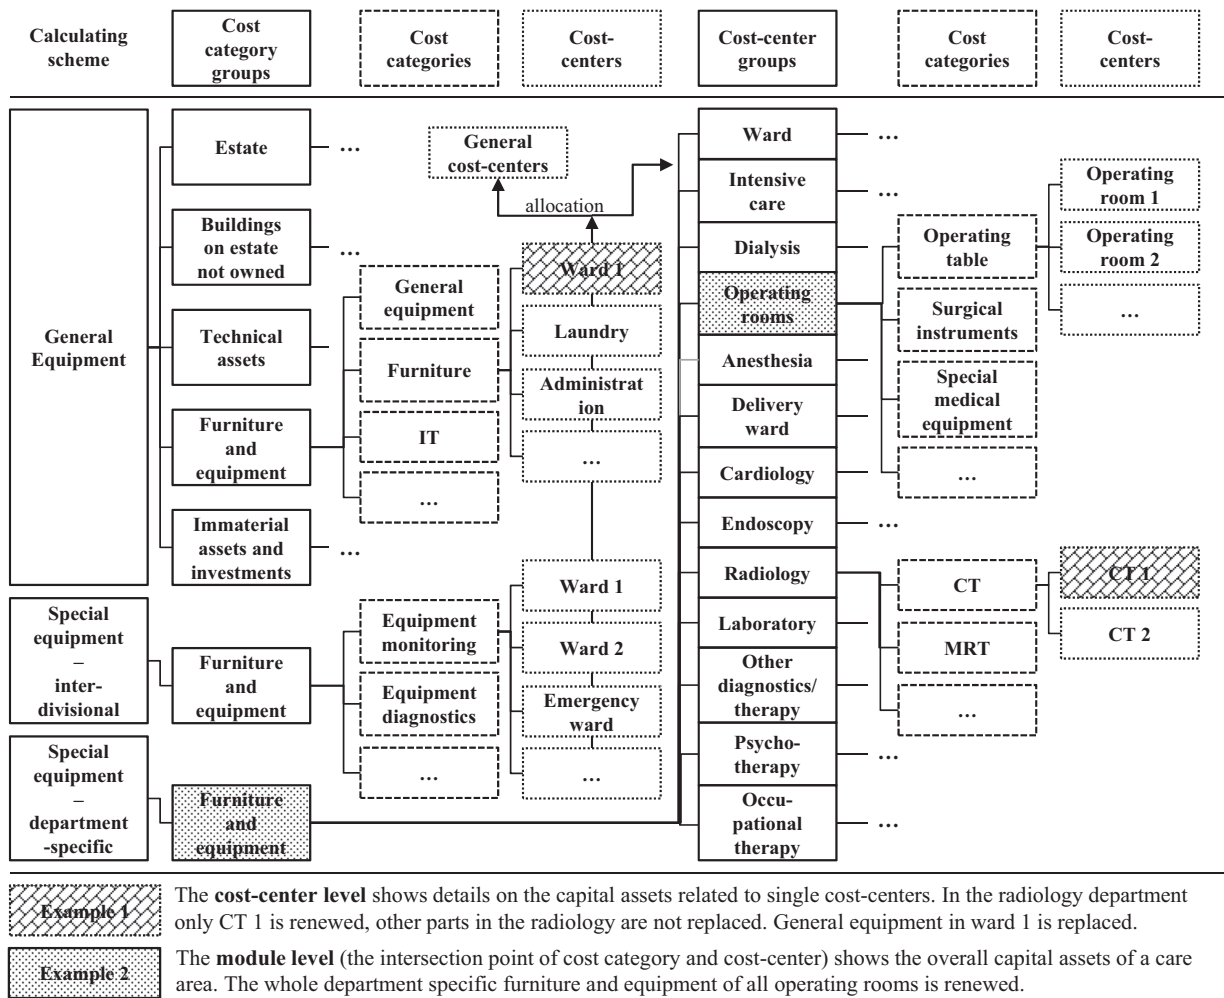 Calculating
scheme
Cost
category
groups
Cost
categories
Cost-
centers
Cost-center
groups
Cost
categories
Cost-
centers
General
Equipment
Estate
...
Buildings
on estate
not owned
...
Technical
assets
Furniture
and
equipment
Immaterial
assets and
investments
...
General
equipment
Furniture
IT
...
General
cost-centers
allocation
Ward 1
Laundry
Administrat
ion
...
Special
equipment
–
inter-
divisional
Furniture
and
equipment
Equipment
monitoring
Equipment
diagnostics
...
Ward 1
Ward 2
Emergency
ward
...
Special
equipment
–
department
-specific
Furniture
and
equipment
Ward
...
Intensive
care
...
Dialysis
Operating
rooms
Anesthesia
Delivery
ward
Cardiology
Endoscopy
...
Radiology
Laboratory
Other
diagnostics/
therapy
Psycho-
therapy
...
Occu-
pational
therapy
...
Operating
table
Surgical
instruments
Special
medical
equipment
...
Operating
room 1
Operating
room 2
...
CT
MRT
...
CT 1
CT 2
Example 1
The cost-center level shows details on the capital assets related to single cost-centers. In the radiology department
only CT 1 is renewed, other parts in the radiology are not replaced. General equipment in ward 1 is replaced.
Example 2
The module level (the intersection point of cost category and cost-center) shows the overall capital assets of a care
area. The whole department specific furniture and equipment of all operating rooms is renewed.